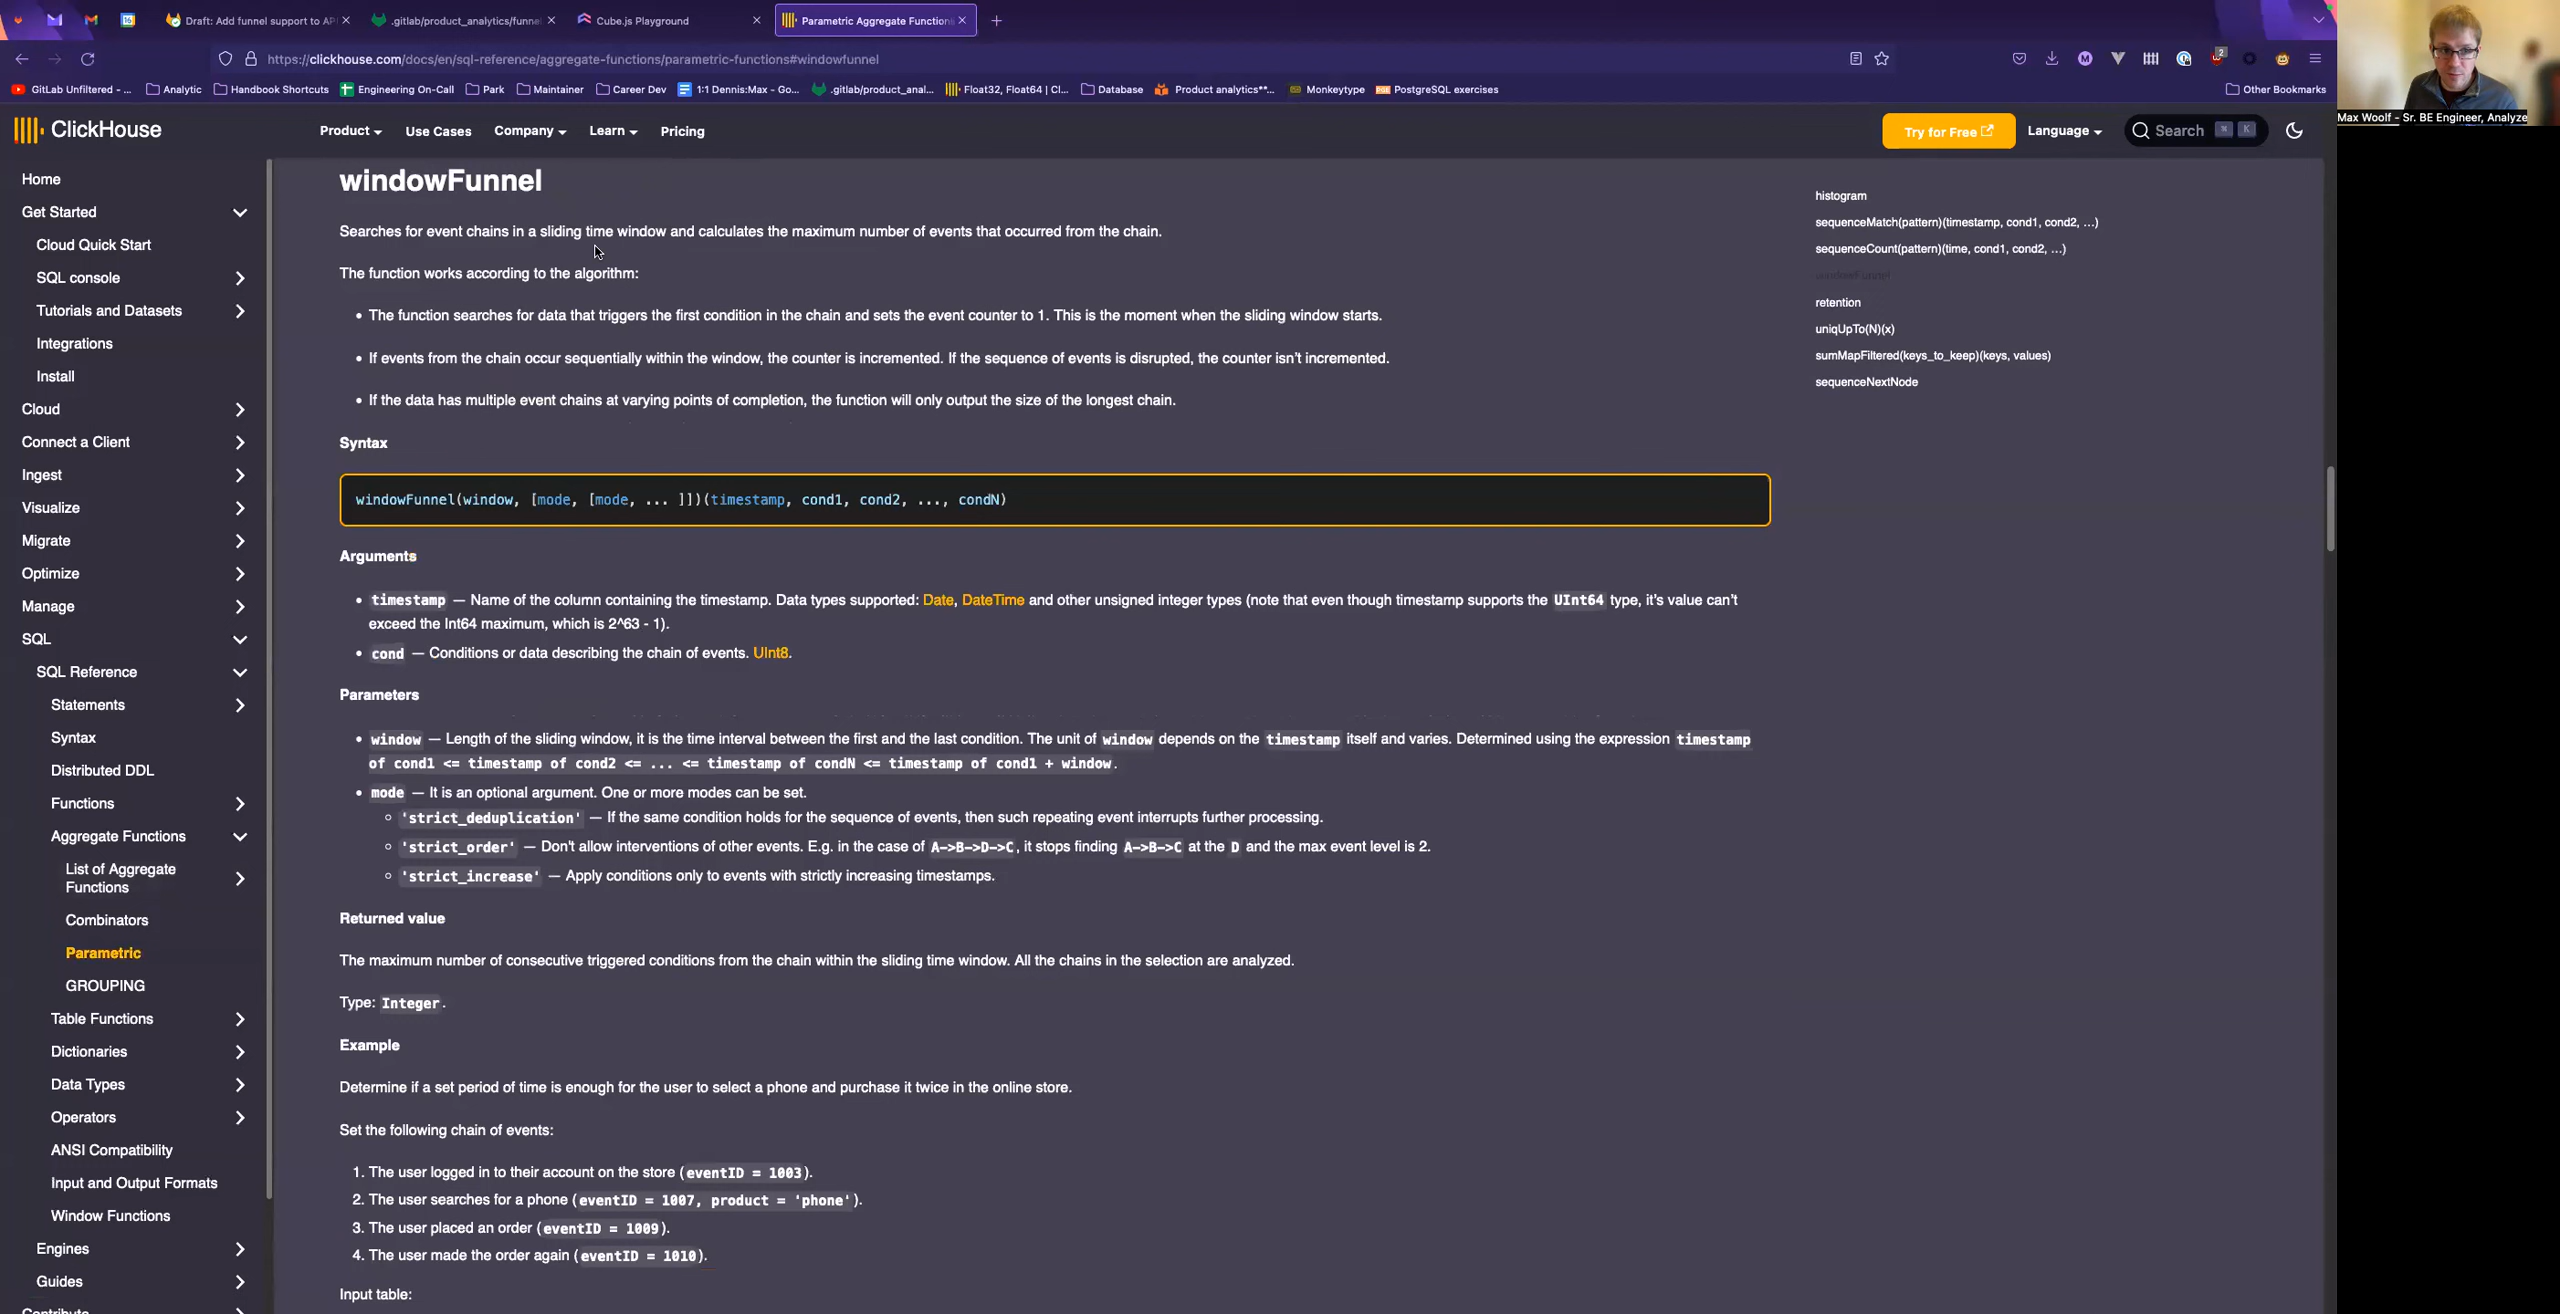 Draft: Add funnel support to AP
.gitlab/product_analytics/funnel
Cube.js Playground
Parametric Aggregate Functions
https://clickhouse.com/docs/en/sql-reference/aggregate-functions/parametric-functions#windowfunnel
2
GitLab Unfiltered - ...
Analytic
Handbook Shortcuts
Engineering On-Call
Park
Maintainer
Career Dev
1:1 Dennis:Max - Go...
.gitlab/product_anal...
Float32, Float64 | Cl...
Database
Product analytics**...
Monkeytype
PostgreSQL exercises
Other Bookmarks
Max Woolf - Sr. BE Engineer, Analyze
ClickHouse
Product
Use Cases
Company
Learn
Pricing
Try for Free
Language
Search ⌘ K
Home
Get Started
Cloud Quick Start
SQL console
Tutorials and Datasets
Integrations
Install
Cloud
Connect a Client
Ingest
Visualize
Migrate
Optimize
Manage
SQL
SQL Reference
Statements
Syntax
Distributed DDL
Functions
Aggregate Functions
List of Aggregate
Functions
Combinators
Parametric
GROUPING
Table Functions
Dictionaries
Data Types
Operators
ANSI Compatibility
Input and Output Formats
Window Functions
Engines
Guides
windowFunnel
Searches for event chains in a sliding time window and calculates the maximum number of events that occurred from the chain.
The function works according to the algorithm:
• The function searches for data that triggers the first condition in the chain and sets the event counter to 1. This is the moment when the sliding window starts.
• If events from the chain occur sequentially within the window, the counter is incremented. If the sequence of events is disrupted, the counter isn't incremented.
• If the data has multiple event chains at varying points of completion, the function will only output the size of the longest chain.
Syntax
windowFunnel(window, [mode, [mode, ... ]])(timestamp, cond1, cond2, ..., condN)
Arguments
• timestamp — Name of the column containing the timestamp. Data types supported: Date, DateTime and other unsigned integer types (note that even though timestamp supports the UInt64 type, it's value can't
exceed the Int64 maximum, which is 2^63 - 1).
• cond — Conditions or data describing the chain of events. UInt8.
Parameters
• window — Length of the sliding window, it is the time interval between the first and the last condition. The unit of window depends on the timestamp itself and varies. Determined using the expression timestamp
of cond1 <= timestamp of cond2 <= ... <= timestamp of condN <= timestamp of cond1 + window.
• mode — It is an optional argument. One or more modes can be set.
◦ 'strict_deduplication' — If the same condition holds for the sequence of events, then such repeating event interrupts further processing.
◦ 'strict_order' — Don't allow interventions of other events. E.g. in the case of A->B->D->C, it stops finding A->B->C at the D and the max event level is 2.
◦ 'strict_increase' — Apply conditions only to events with strictly increasing timestamps.
Returned value
The maximum number of consecutive triggered conditions from the chain within the sliding time window. All the chains in the selection are analyzed.
Type: Integer.
Example
Determine if a set period of time is enough for the user to select a phone and purchase it twice in the online store.
Set the following chain of events:
1. The user logged in to their account on the store (eventID = 1003).
2. The user searches for a phone (eventID = 1007, product = 'phone').
3. The user placed an order (eventID = 1009).
4. The user made the order again (eventID = 1010).
Input table:
histogram
sequenceMatch(pattern)(timestamp, cond1, cond2, ...)
sequenceCount(pattern)(time, cond1, cond2, ...)
windowFunnel
retention
uniqUpTo(N)(x)
sumMapFiltered(keys_to_keep)(keys, values)
sequenceNextNode